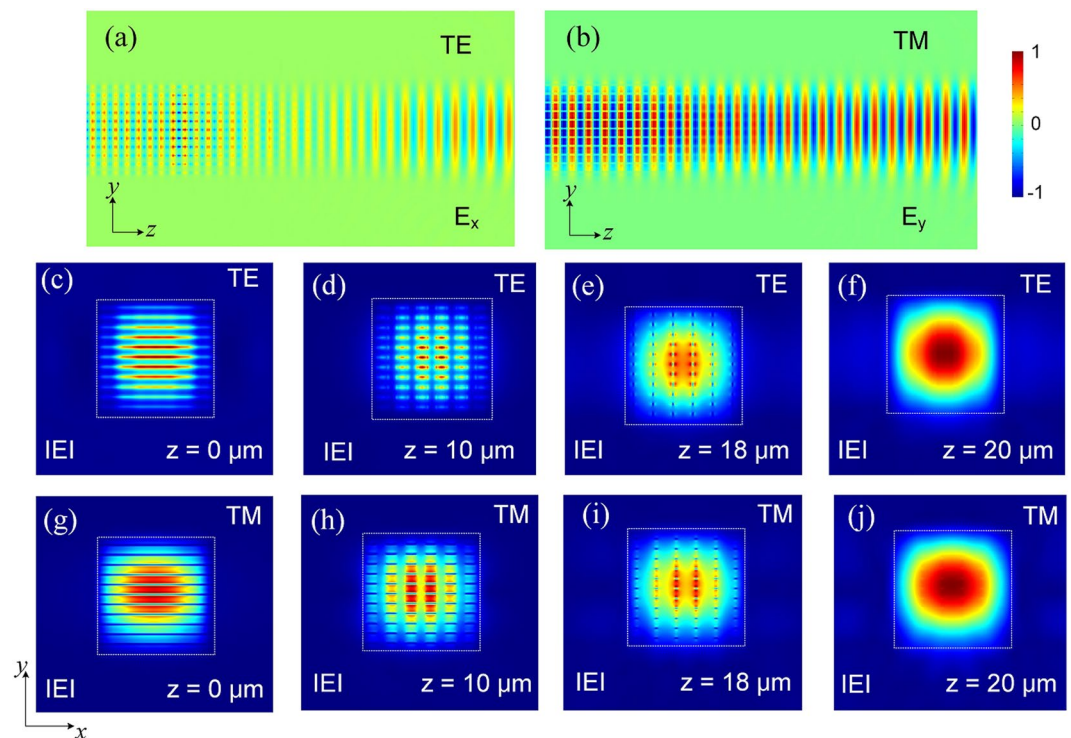 (a) TE (b) TM
1
0
-1
y z Ex y z Ey
(c) TE (d) TE (e) TE (f) TE
|E| z = 0 μm |E| z = 10 μm |E| z = 18 μm |E| z = 20 μm
(g) TM (h) TM (i) TM (j) TM
|E| z = 0 μm |E| z = 10 μm |E| z = 18 μm |E| z = 20 μm
y
x